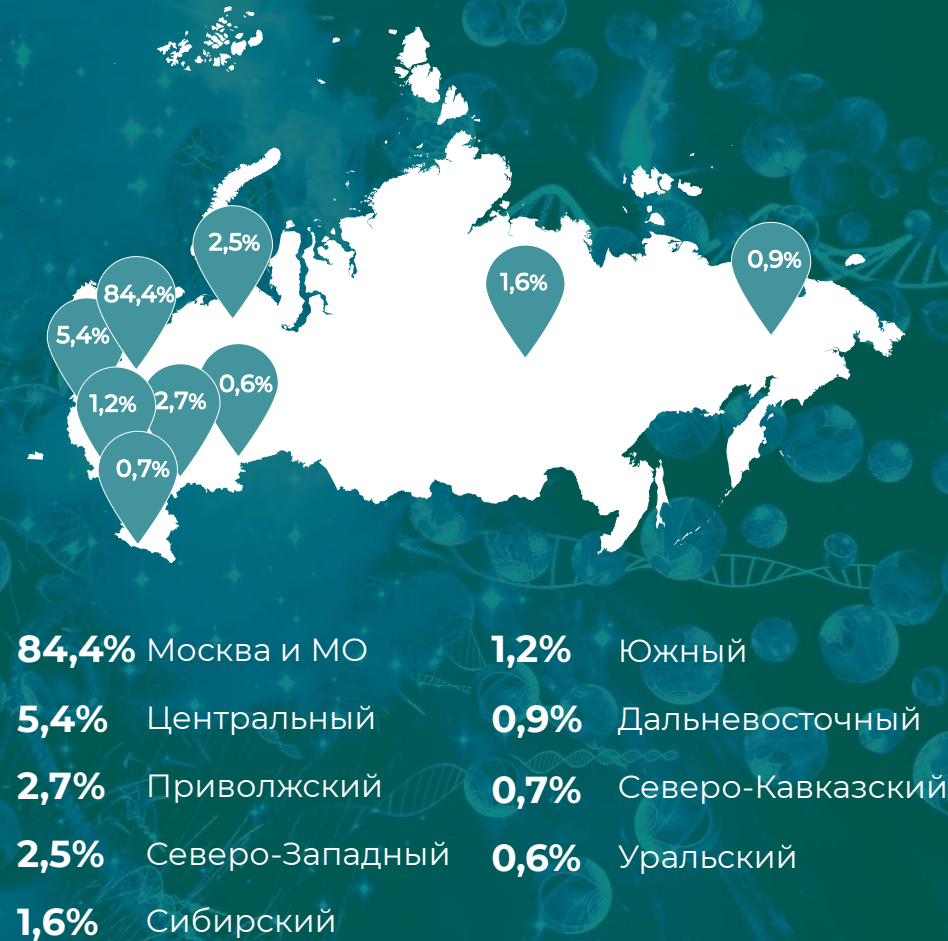 2,5%
0,9%
1,6%
84,4%
5,4%
0,6%
1,2%
2,7%
0,7%
84,4% Москва и МО
5,4% Центральный
2,7% Приволжский
2,5% Северо-Западный
1,6% Сибирский
1,2% Южный
0,9% Дальневосточный
0,7% Северо-Кавказский
0,6% Уральский